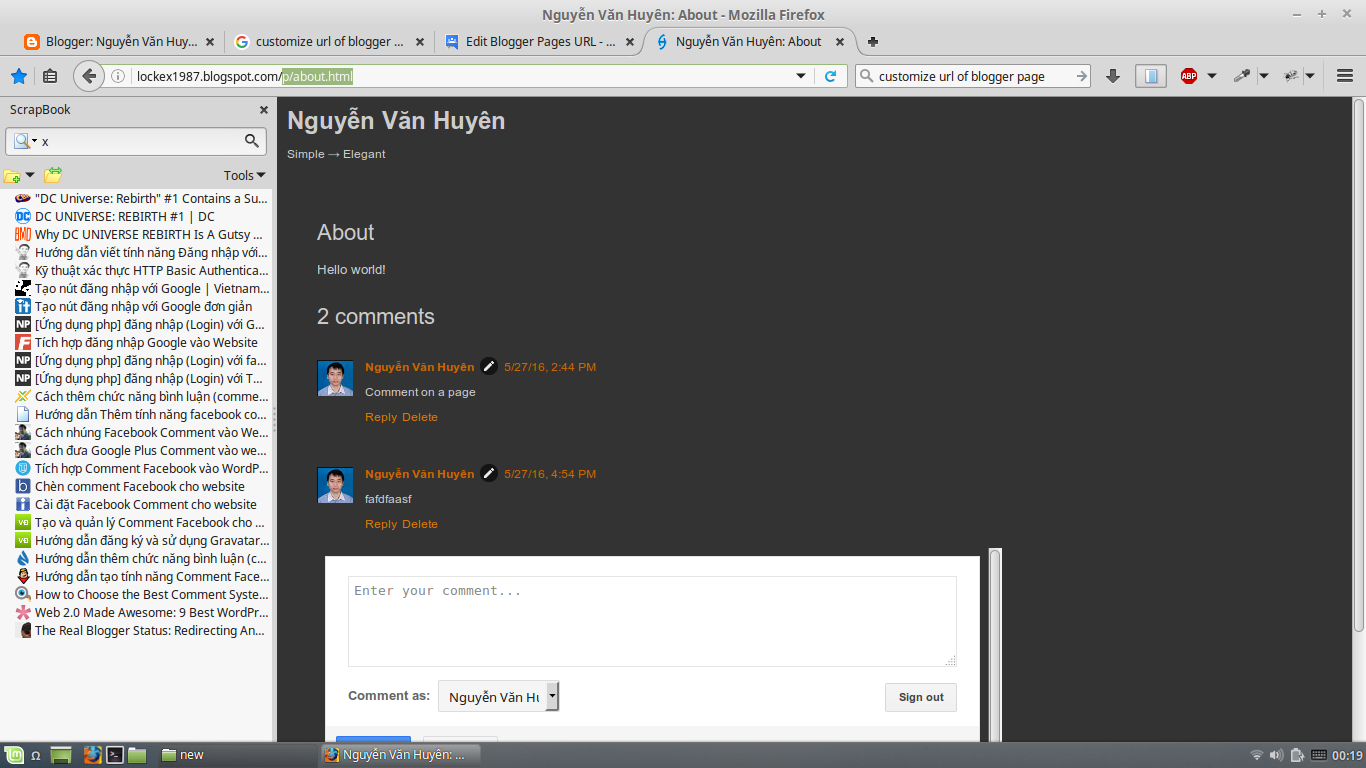 Nguyễn Văn Huyên: About - Mozilla Firefox
Blogger: Nguyễn Văn Huy...
customize url of blogger ...
Edit Blogger Pages URL - ...
Nguyễn Văn Huyên: About
lockex1987.blogspot.com/p/about.html
customize url of blogger page
ABP
ScrapBook
x
Tools
"DC Universe: Rebirth" #1 Contains a Su...
DC UNIVERSE: REBIRTH #1 | DC
Why DC UNIVERSE REBIRTH Is A Gutsy ...
Hướng dẫn viết tính năng Đăng nhập với...
Kỹ thuật xác thực HTTP Basic Authentica...
Tạo nút đăng nhập với Google | Vietnam...
Tạo nút đăng nhập với Google đơn giản
[Ứng dụng php] đăng nhập (Login) với G...
Tích hợp đăng nhập Google vào Website
[Ứng dụng php] đăng nhập (Login) với fa...
[Ứng dụng php] đăng nhập (Login) với T...
Cách thêm chức năng bình luận (comme...
Hướng dẫn Thêm tính năng facebook co...
Cách nhúng Facebook Comment vào We...
Cách đưa Google Plus Comment vào we...
Tích hợp Comment Facebook vào WordP...
Chèn comment Facebook cho website
Cài đặt Facebook Comment cho website
Tạo và quản lý Comment Facebook cho ...
Hướng dẫn đăng ký và sử dụng Gravatar...
Hướng dẫn thêm chức năng bình luận (c...
Hướng dẫn tạo tính năng Comment Face...
How to Choose the Best Comment Syste...
Web 2.0 Made Awesome: 9 Best WordPr...
The Real Blogger Status: Redirecting An...
Nguyễn Văn Huyên
Simple → Elegant
About
Hello world!
2 comments
Nguyễn Văn Huyên 5/27/16, 2:44 PM
Comment on a page
Reply Delete
Nguyễn Văn Huyên 5/27/16, 4:54 PM
fafdfaasf
Reply Delete
Enter your comment...
Comment as: Nguyễn Văn Hu
Sign out
Ω
new
Nguyễn Văn Huyên: ...
00:19